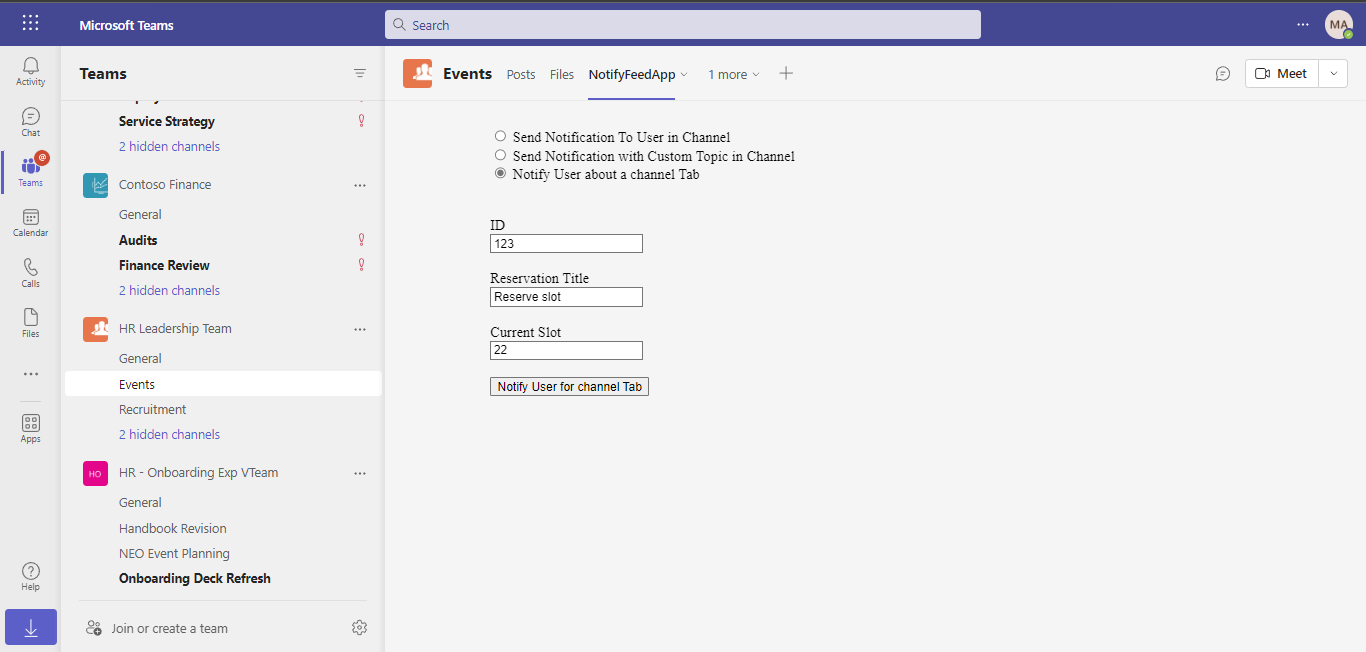 Microsoft Teams
Search
MA
Activity
Chat
@
Teams
Calendar
Calls
Files
Apps
Help
Teams
Service Strategy
2 hidden channels
Contoso Finance
General
Audits
Finance Review
2 hidden channels
HR Leadership Team
General
Events
Recruitment
2 hidden channels
HO
HR - Onboarding Exp VTeam
General
Handbook Revision
NEO Event Planning
Onboarding Deck Refresh
Join or create a team
Events Posts Files NotifyFeedApp 1 more
Meet
Send Notification To User in Channel
Send Notification with Custom Topic in Channel
Notify User about a channel Tab
ID
123
Reservation Title
Reserve slot
Current Slot
22
Notify User for channel Tab